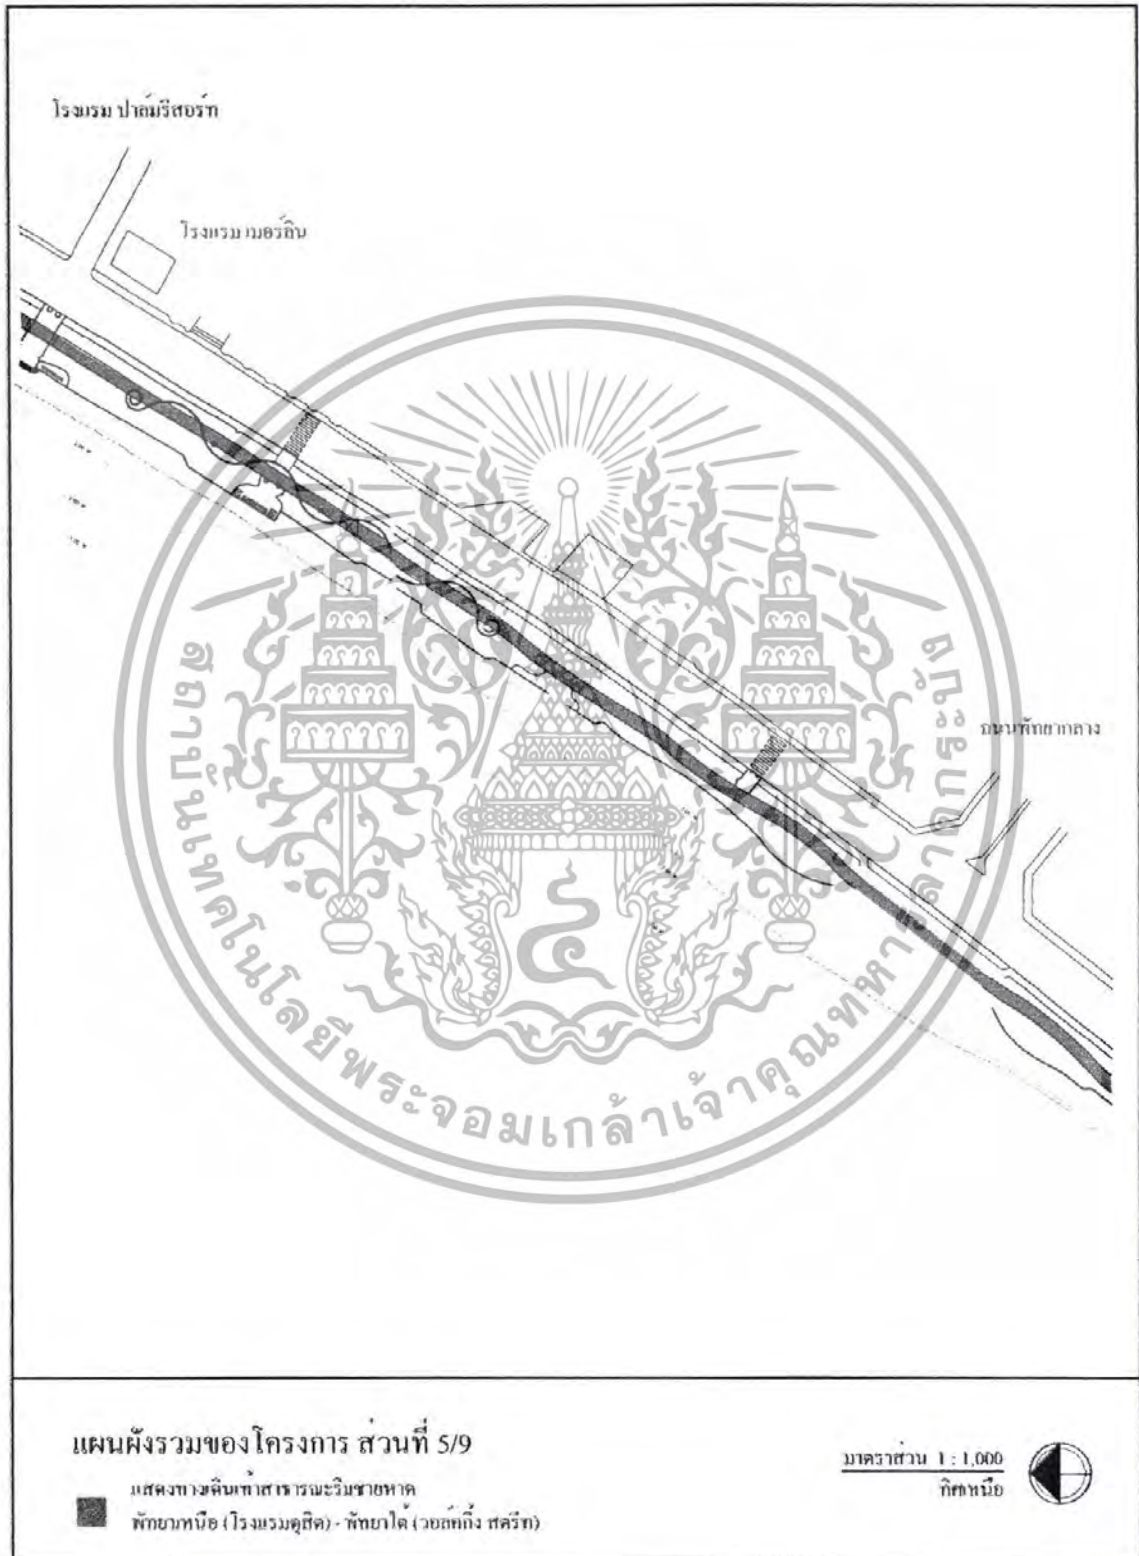 โรงแรม ปาล์มรีสอร์ท
โรงแรม เมอร์ลิน
ถนนพัทยากลาง
สถาบันเทคโนโลยีพระจอมเกล้าเจ้าคุณทหารลาดกระบัง
แผนผังรวมของโครงการ ส่วนที่ 5/9
แสดงทางเดินเท้าสาธารณะริมชายหาด
พัทยาเหนือ (โรงแรมดุสิต) - พัทยาใต้ (วอล์คกิ้ง สตรีท)
มาตราส่วน 1 : 1,000
ทิศเหนือ